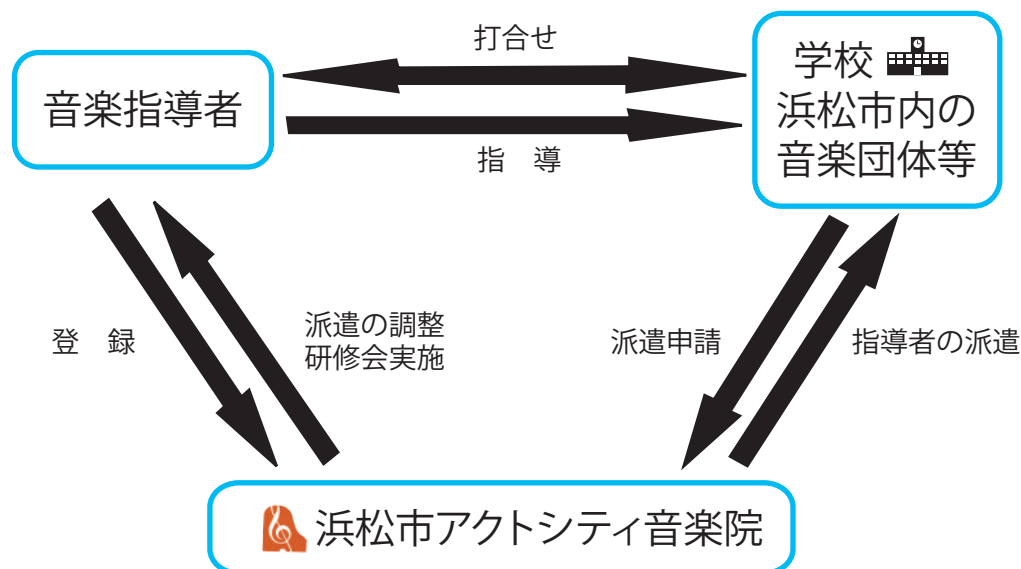 打合せ
音楽指導者
学校
浜松市内の
音楽団体等
指　導
登　録
派遣の調整
研修会実施
派遣申請
指導者の派遣
浜松市アクトシティ音楽院